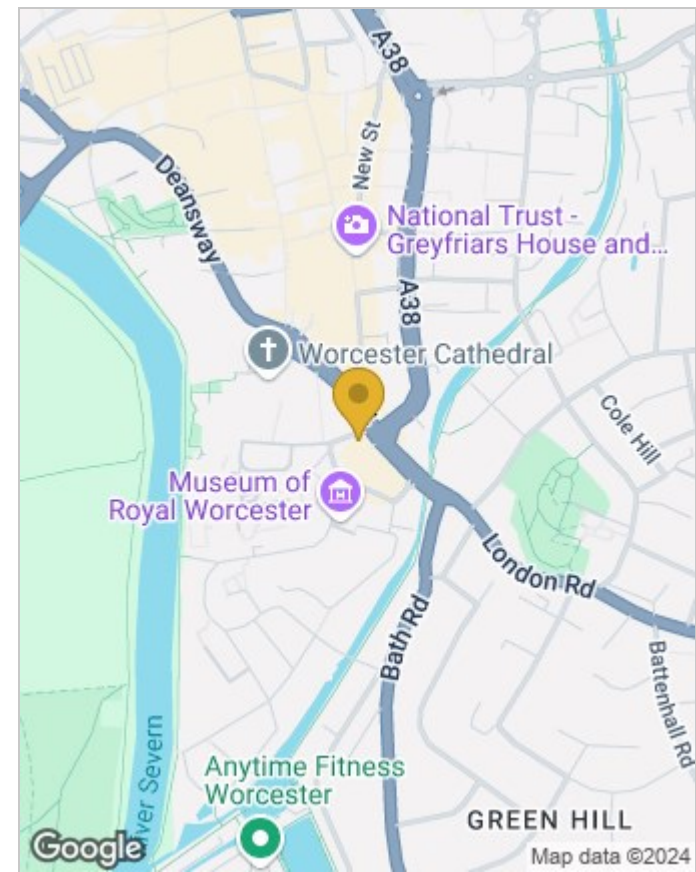 A38
New St
Deansway
National Trust -
Greyfriars House and...
A38
Worcester Cathedral
Cole Hill
Museum of
Royal Worcester
London Rd
Bath Rd
Battenhall Rd
River Severn
Anytime Fitness
Worcester
GREEN HILL
Google
Map data ©2024